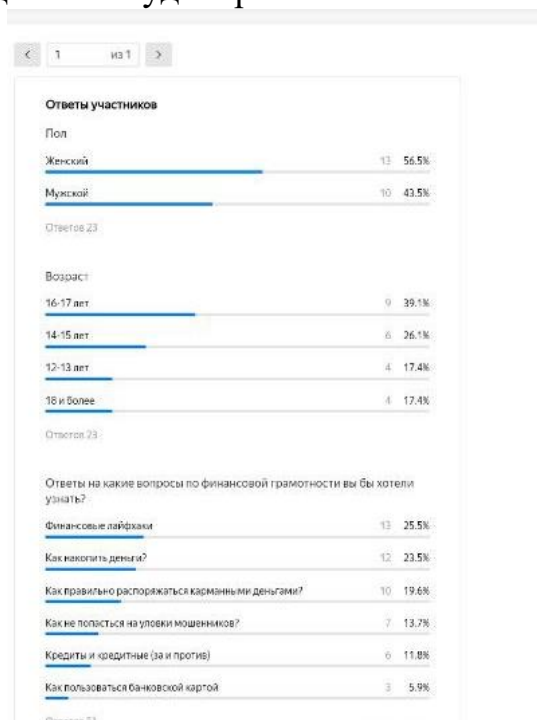 1 из 1
Ответы участников
Пол
Женский 13 56.5%
Мужской 10 43.5%
Ответов 23
Возраст
16-17 лет 9 39.1%
14-15 лет 6 26.1%
12-13 лет 4 17.4%
18 и более 4 17.4%
Ответов 23
Ответы на какие вопросы по финансовой грамотности вы бы хотели
узнать?
Финансовые лайфхаки 13 25.5%
Как накопить деньги? 12 23.5%
Как правильно распоряжаться карманными деньгами? 10 19.6%
Как не попасться на уловки мошенников? 7 13.7%
Кредиты и кредитные (за и против) 6 11.8%
Как пользоваться банковской картой 3 5.9%
Ответов 51